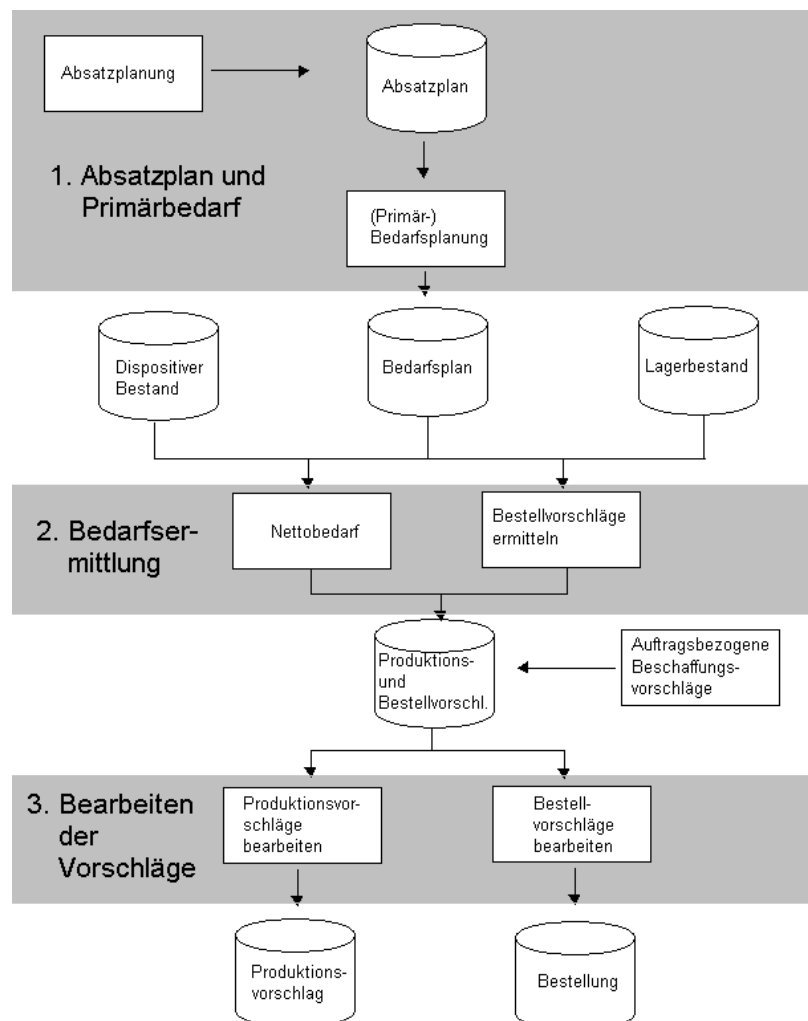 Absatzplanung
Absatzplan
1. Absatzplan und
Primärbedarf
(Primär-)
Bedarfsplanung
Dispositiver
Bestand
Bedarfsplan
Lagerbestand
2. Bedarfser-
mittlung
Nettobedarf
Bestellvorschläge
ermitteln
Produktions-
und
Bestellvorschl.
Auftragsbezogene
Beschaffungs-
vorschläge
3. Bearbeiten
der
Vorschläge
Produktionsvor-
schläge
bearbeiten
Bestell-
vorschläge
bearbeiten
Produktions-
vorschlag
Bestellung